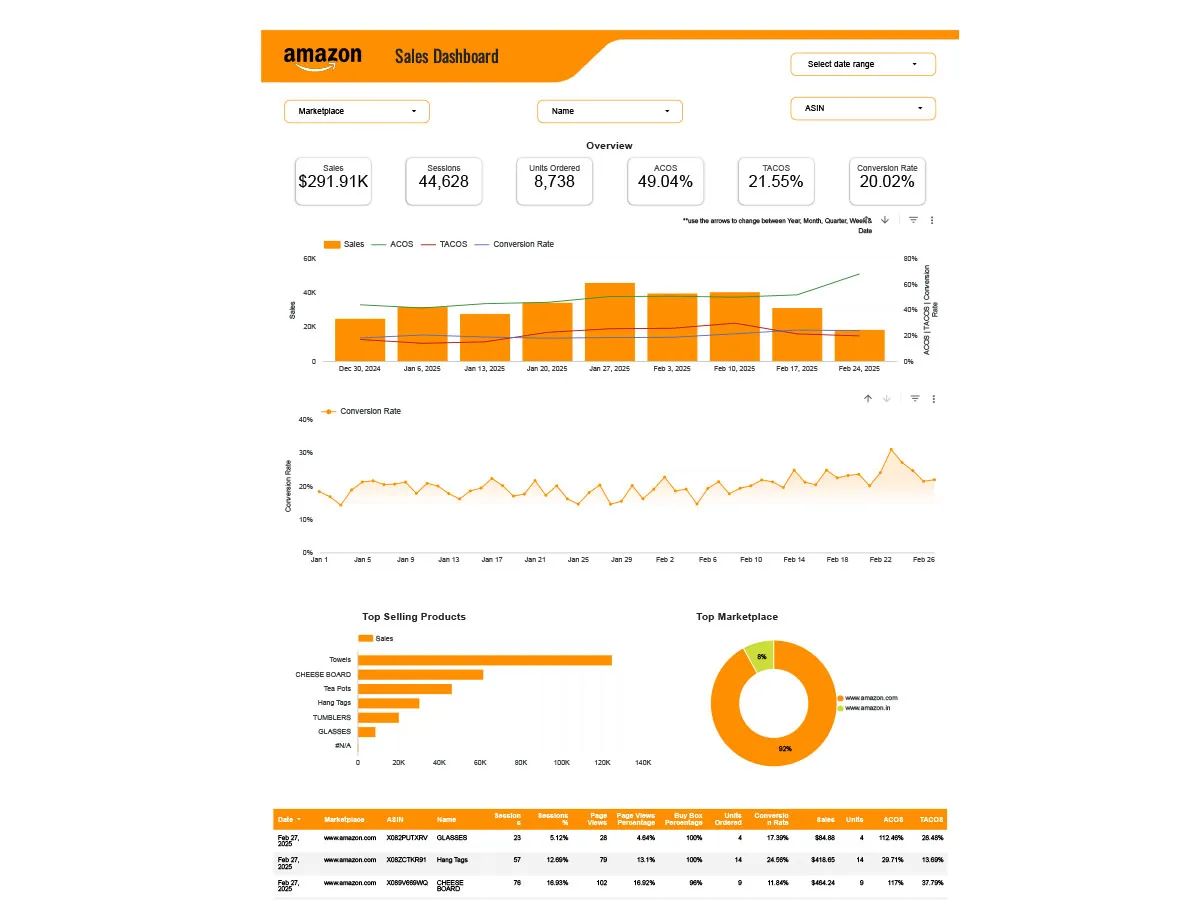 amazon
Sales Dashboard
Select date range
Marketplace
Name
ASIN
Overview
Sales
$291.91K
Sessions
44,628
Units Ordered
8,738
ACOS
49.04%
TACOS
21.55%
Conversion Rate
20.02%
**use the arrows to change between Year, Month, Quarter, Week &
Date
Sales ACOS TACOS Conversion Rate
60K
40K
20K
0
Sales
80%
60%
40%
20%
0%
ACOS | TACOS | Conversion
Rate
Dec 30, 2024 Jan 6, 2025 Jan 13, 2025 Jan 20, 2025 Jan 27, 2025 Feb 3, 2025 Feb 10, 2025 Feb 17, 2025 Feb 24, 2025
Conversion Rate
40%
30%
20%
10%
0%
Conversion Rate
Jan 1 Jan 5 Jan 9 Jan 13 Jan 17 Jan 21 Jan 25 Jan 29 Feb 2 Feb 6 Feb 10 Feb 14 Feb 18 Feb 22 Feb 26
Top Selling Products
Sales
Towels
CHEESE BOARD
Tea Pots
Hang Tags
TUMBLERS
GLASSES
#N/A
0 20K 40K 60K 80K 100K 120K 140K
Top Marketplace
8%
92%
www.amazon.com
www.amazon.in
Date Marketplace ASIN Name Session
s Sessions
% Page
Views Page Views
Percentage Buy Box
Percentage Units
Ordered Conversio
n Rate Sales Units ACOS TACOS
Feb 27,
2025 www.amazon.com X082PUTXRV GLASSES 23 5.12% 28 4.64% 100% 4 17.39% $84.88 4 112.46% 26.48%
Feb 27,
2025 www.amazon.com X08ZCTKR91 Hang Tags 57 12.69% 79 13.1% 100% 14 24.56% $418.65 14 29.71% 13.69%
Feb 27,
2025 www.amazon.com X089V669WQ CHEESE
BOARD 76 16.93% 102 16.92% 96% 9 11.84% $464.24 9 117% 37.79%